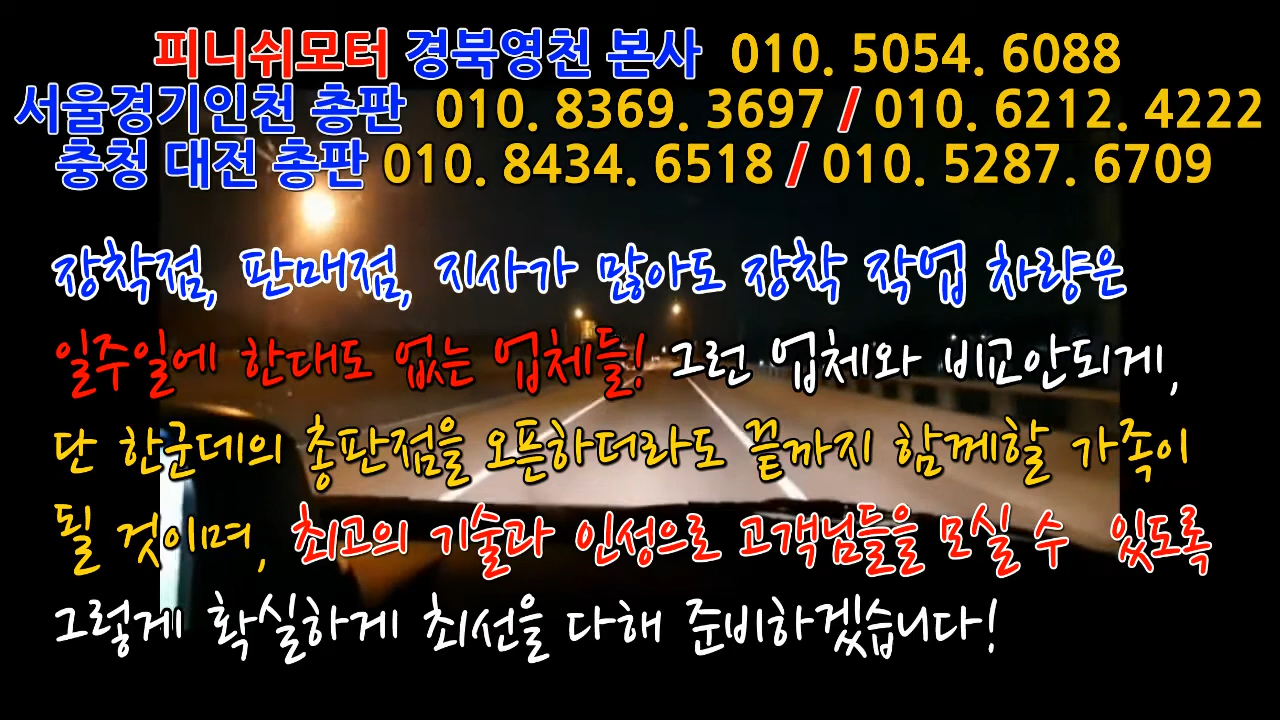 피니쉬모터 경북영천 본사 010. 5054. 6088
서울경기인천 총판 010. 8369. 3697 / 010. 6212. 4222
충청 대전 총판 010. 8434. 6518 / 010. 5287. 6709
장착점, 판매점, 지사가 많아도 장착 작업 차량은
일주일에 한대도 없는 업체들! 그런 업체와 비교안되게,
단 한군데의 총판점을 오픈하더라도 끝까지 함께할 가족이
될 것이며, 최고의 기술과 인성으로 고객님들을 모실 수 있도록
그렇게 확실하게 최선을 다해 준비하겠습니다!